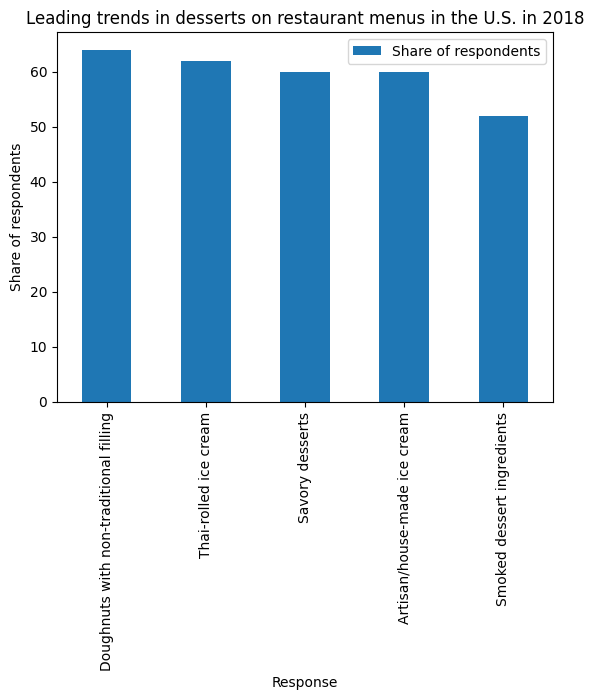 Leading trends in desserts on restaurant menus in the U.S. in 2018
Share of respondents
Share of respondents
60
50
40
30
20
10
0
Doughnuts with non-traditional filling
Thai-rolled ice cream
Savory desserts
Artisan/house-made ice cream
Smoked dessert ingredients
Response